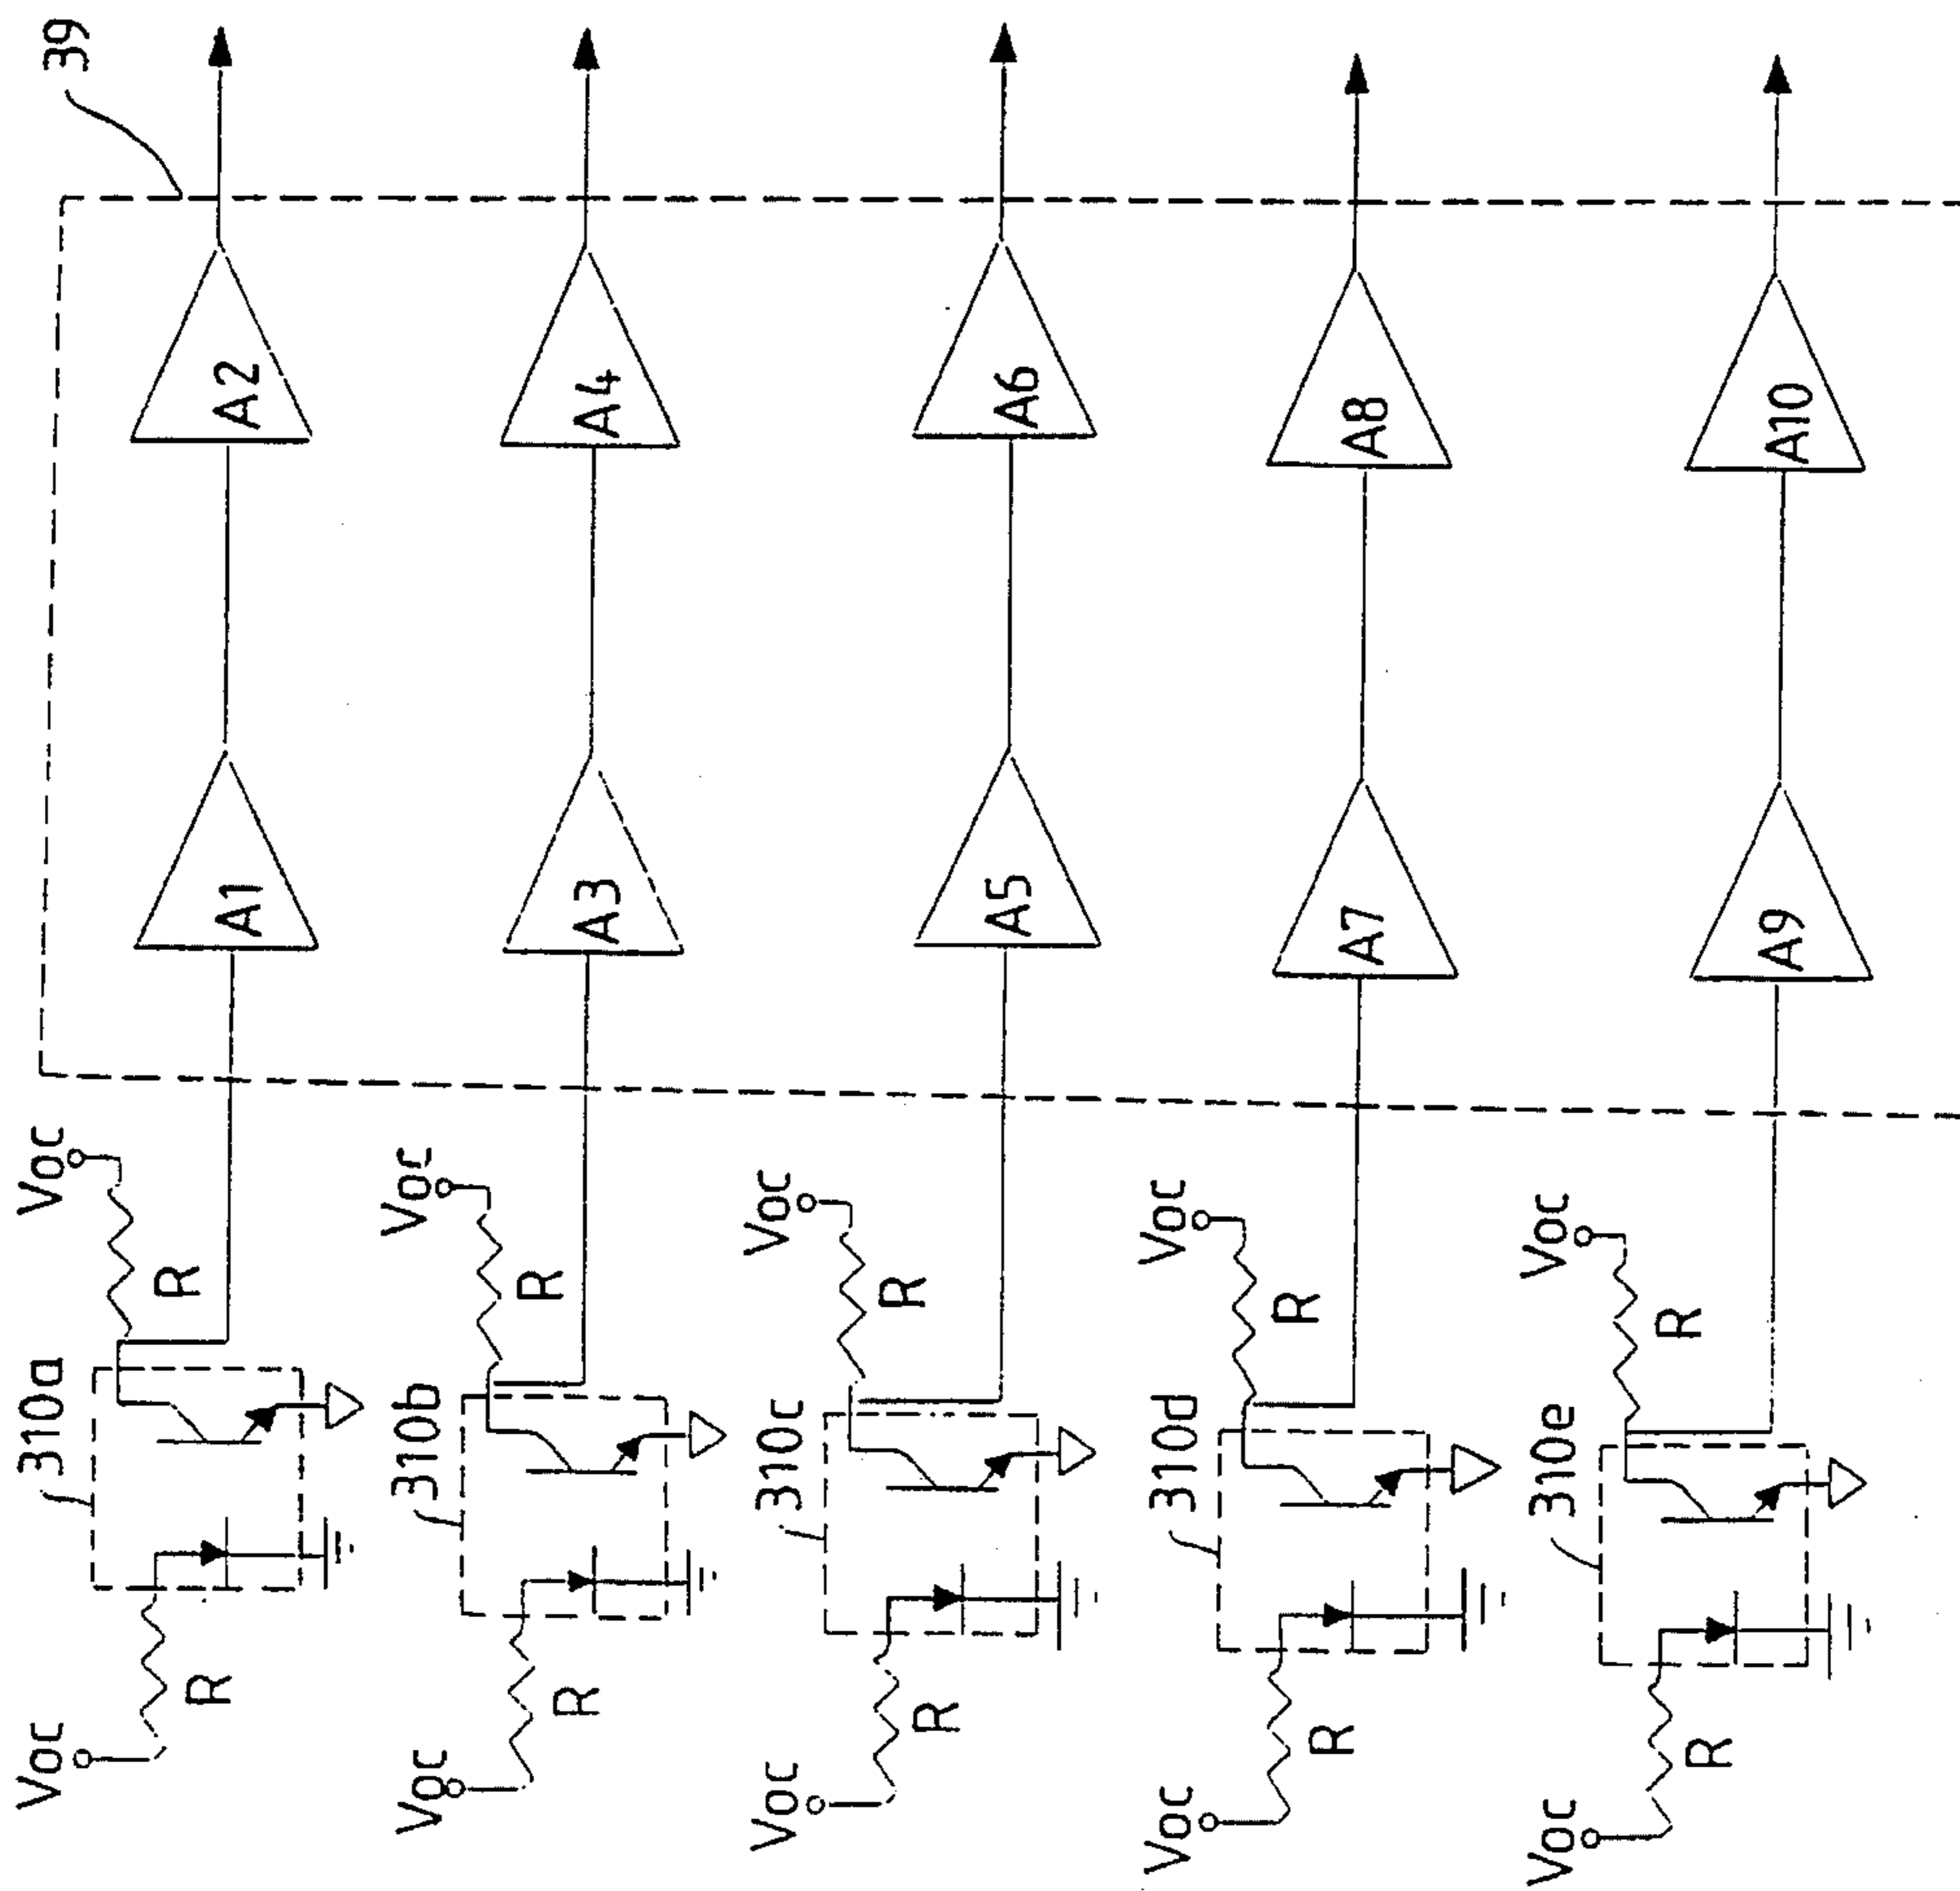 39
Voc R 310a Voc R A1 A2
Voc R 310b Voc R A3 A4
Voc R 310c Voc R A5 A6
Voc R 310d Voc R A7 A8
Voc R 310e Voc R A9 A10